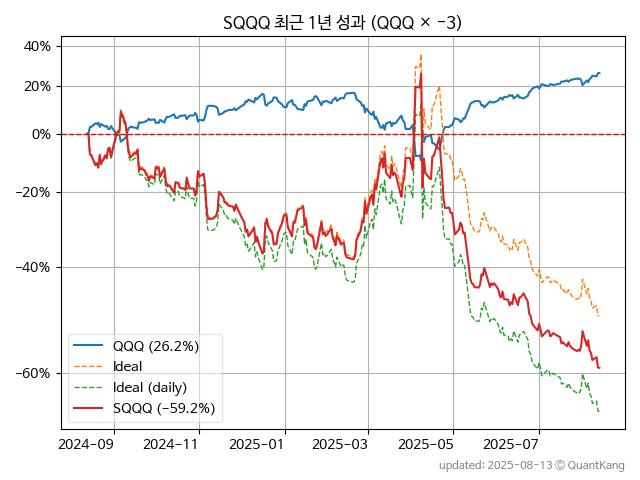 SQQQ 최근 1년 성과 (QQQ × −3)
40%
20%
0%
−20%
−40%
−60%
QQQ (26.2%)
Ideal
Ideal (daily)
SQQQ (−59.2%)
2024-09
2024-11
2025-01
2025-03
2025-05
2025-07
updated: 2025-08-13 © QuantKang